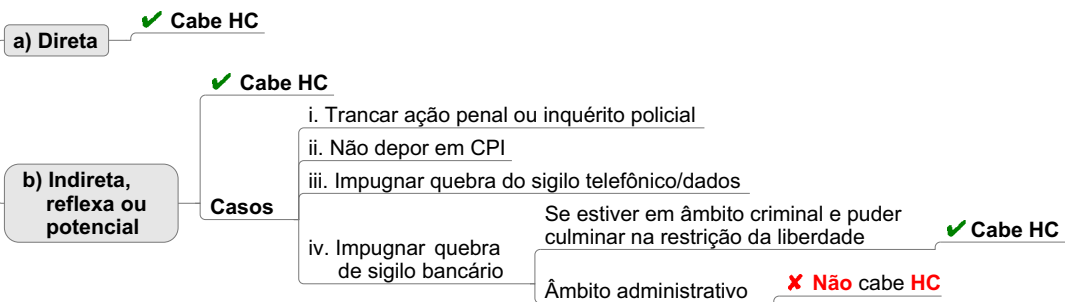 ✔ Cabe HC
a) Direta
✔ Cabe HC
i. Trancar ação penal ou inquérito policial
ii. Não depor em CPI
b) Indireta,
reflexa ou
potencial
iii. Impugnar quebra do sigilo telefônico/dados
Casos
Se estiver em âmbito criminal e puder
culminar na restrição da liberdade
✔ Cabe HC
iv. Impugnar quebra
de sigilo bancário
Âmbito administrativo
✘ Não cabe HC